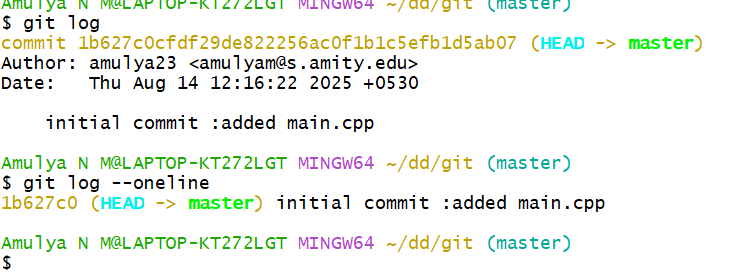 Amulya N M@LAPTOP-KT272LGT MINGW64 ~/dd/git (master)
$ git log
commit 1b627c0cfdf29de822256ac0f1b1c5efb1d5ab07 (HEAD -> master)
Author: amulya23 <amulyam@s.amity.edu>
Date:   Thu Aug 14 12:16:22 2025 +0530
    initial commit :added main.cpp
Amulya N M@LAPTOP-KT272LGT MINGW64 ~/dd/git (master)
$ git log --oneline
1b627c0 (HEAD -> master) initial commit :added main.cpp
Amulya N M@LAPTOP-KT272LGT MINGW64 ~/dd/git (master)
$